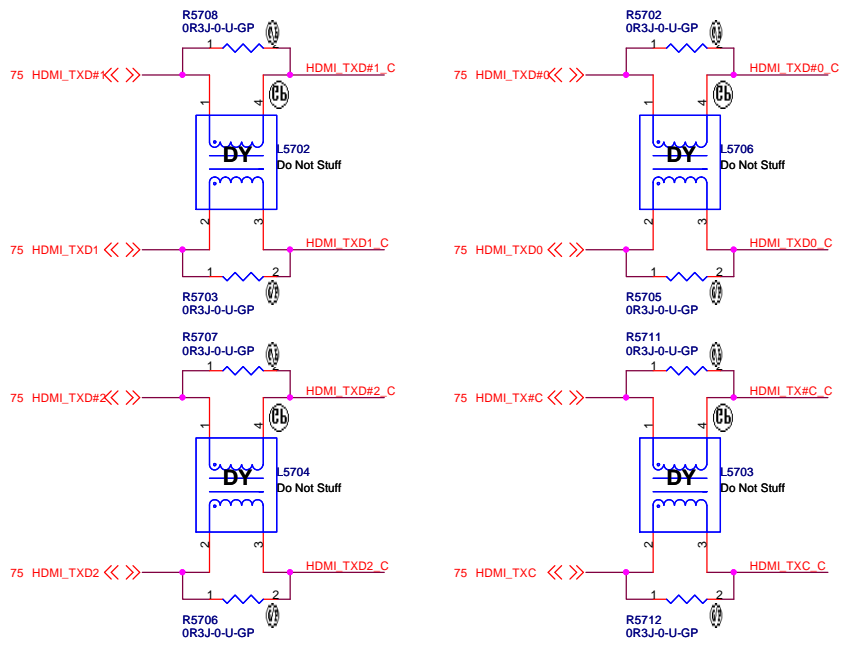 R5708
0R3J-0-U-GP
1
2
75 HDMI_TXD#1
HDMI_TXD#1_C
1
4
DY
L5702
Do Not Stuff
2
3
75 HDMI_TXD1
HDMI_TXD1_C
1
2
R5703
0R3J-0-U-GP
R5702
0R3J-0-U-GP
1
2
75 HDMI_TXD#0
HDMI_TXD#0_C
1
4
DY
L5706
Do Not Stuff
2
3
75 HDMI_TXD0
HDMI_TXD0_C
1
2
R5705
0R3J-0-U-GP
R5707
0R3J-0-U-GP
1
2
75 HDMI_TXD#2
HDMI_TXD#2_C
1
4
DY
L5704
Do Not Stuff
2
3
75 HDMI_TXD2
HDMI_TXD2_C
1
2
R5706
0R3J-0-U-GP
R5711
0R3J-0-U-GP
1
2
75 HDMI_TX#C
HDMI_TX#C_C
1
4
DY
L5703
Do Not Stuff
2
3
75 HDMI_TXC
HDMI_TXC_C
1
2
R5712
0R3J-0-U-GP